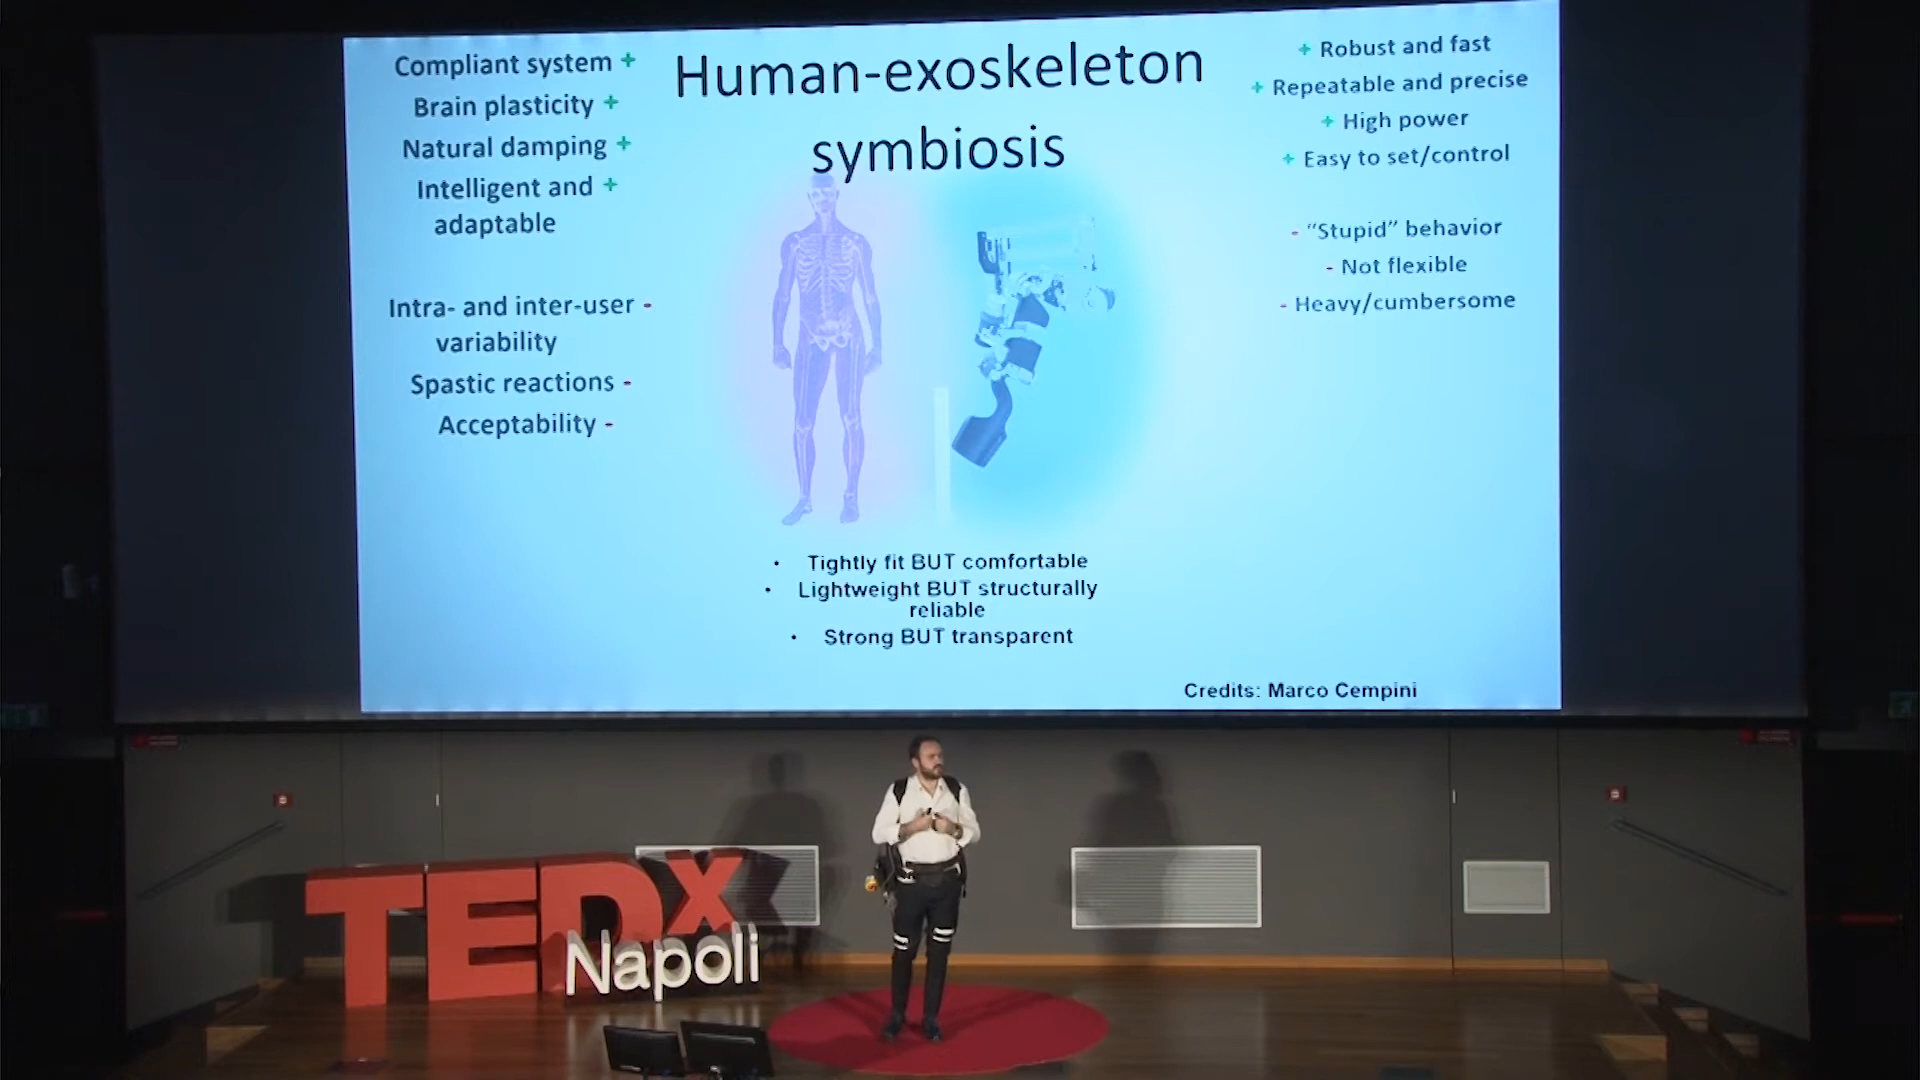 Human-exoskeleton
symbiosis
Compliant system +
Brain plasticity +
Natural damping +
Intelligent and +
adaptable
Intra- and inter-user -
variability
Spastic reactions -
Acceptability -
+ Robust and fast
+ Repeatable and precise
+ High power
+ Easy to set/control
- “Stupid” behavior
- Not flexible
- Heavy/cumbersome
• Tightly fit BUT comfortable
• Lightweight BUT structurally
reliable
• Strong BUT transparent
Credits: Marco Cempini
TEDx
Napoli